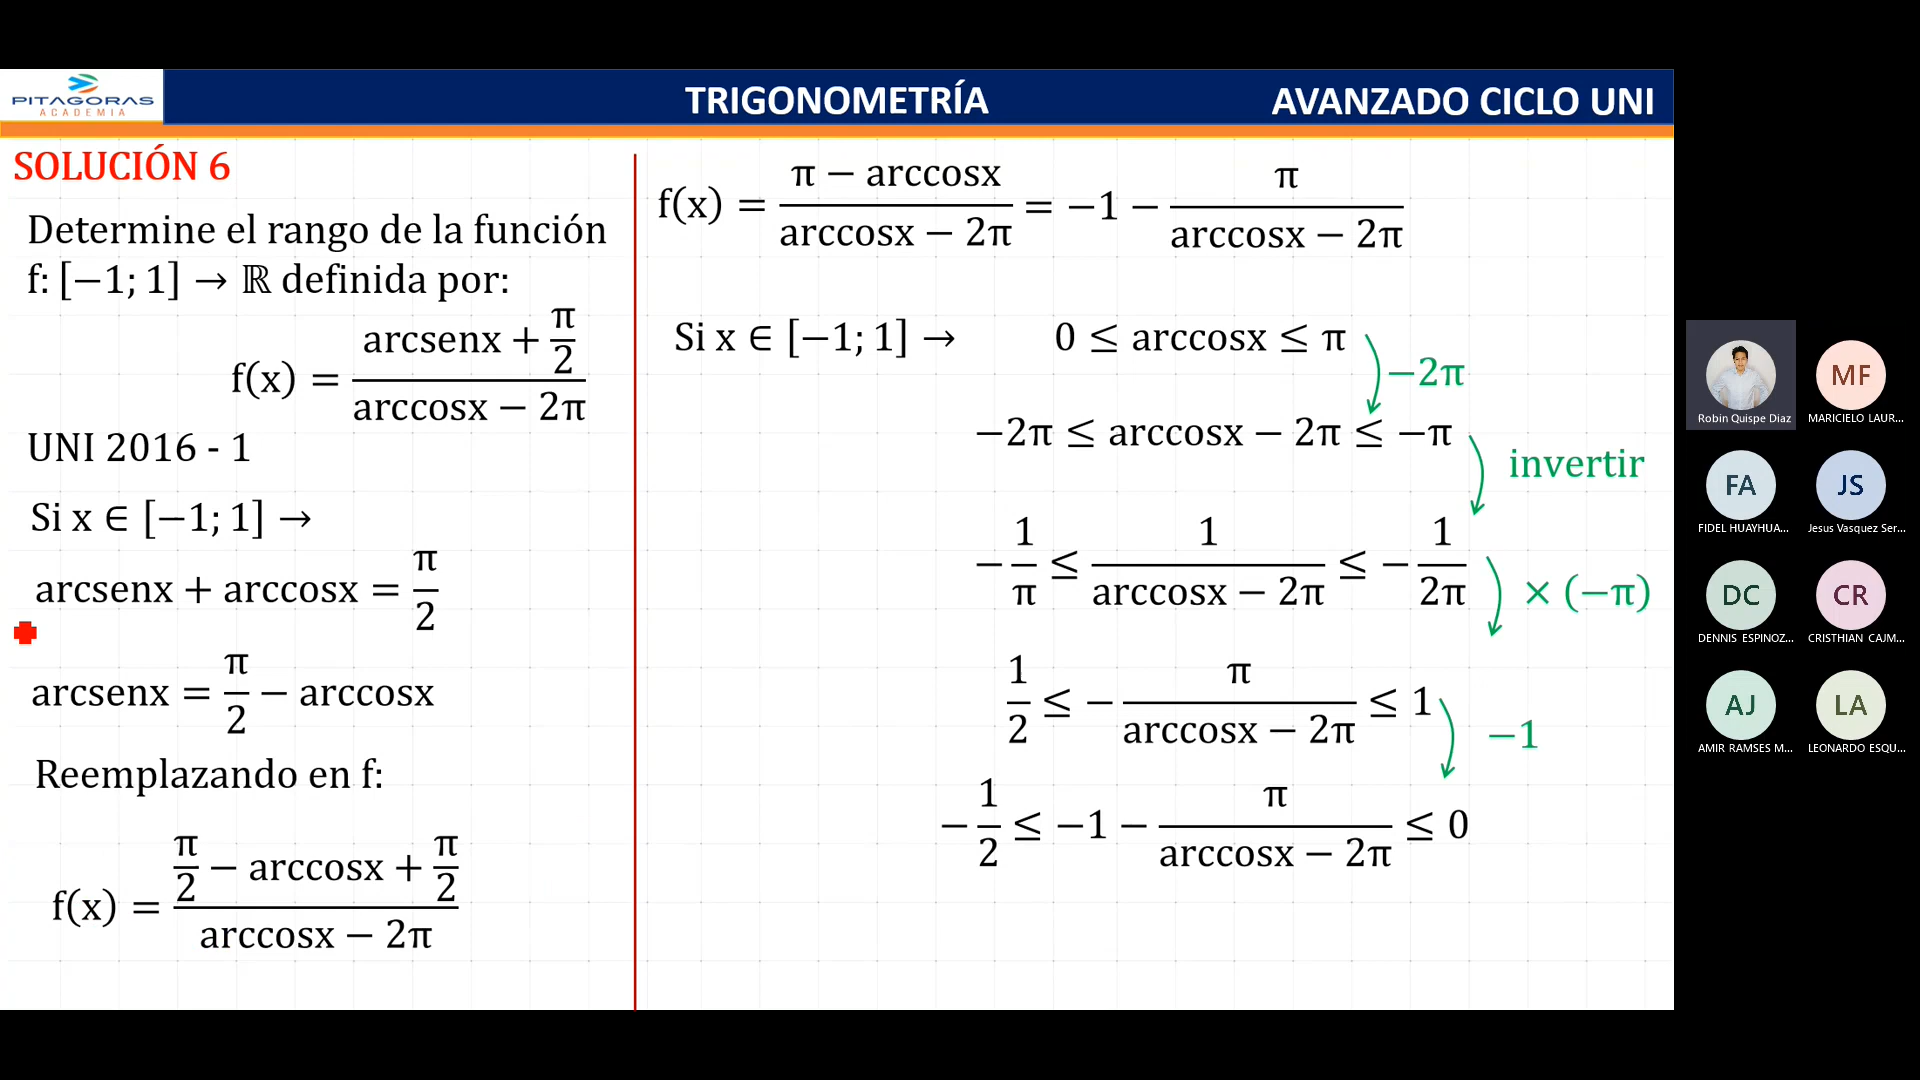 PITAGORAS
ACADEMIA
TRIGONOMETRÍA
AVANZADO CICLO UNI
SOLUCIÓN 6
Determine el rango de la función
f: [−1; 1] → ℝ definida por:
f(x) = (arcsenx + π/2)/(arccosx − 2π)
UNI 2016 - 1
Si x ∈ [−1; 1] →
arcsenx + arccosx = π/2
arcsenx = π/2 − arccosx
Reemplazando en f:
f(x) = (π/2 − arccosx + π/2)/(arccosx − 2π)
f(x) = (π − arccosx)/(arccosx − 2π) = −1 − π/(arccosx − 2π)
Si x ∈ [−1; 1] → 0 ≤ arccosx ≤ π
−2π
−2π ≤ arccosx − 2π ≤ −π
invertir
−1/π ≤ 1/(arccosx − 2π) ≤ −1/2π
× (−π)
1/2 ≤ −π/(arccosx − 2π) ≤ 1
−1
−1/2 ≤ −1 − π/(arccosx − 2π) ≤ 0
Robin Quispe Diaz
MF
MARICIELO LAUR...
FA
FIDEL HUAYHUA...
JS
Jesus Vasquez Ser...
DC
DENNIS ESPINOZ...
CR
CRISTHIAN CAJM...
AJ
AMIR RAMSES M...
LA
LEONARDO ESQU...